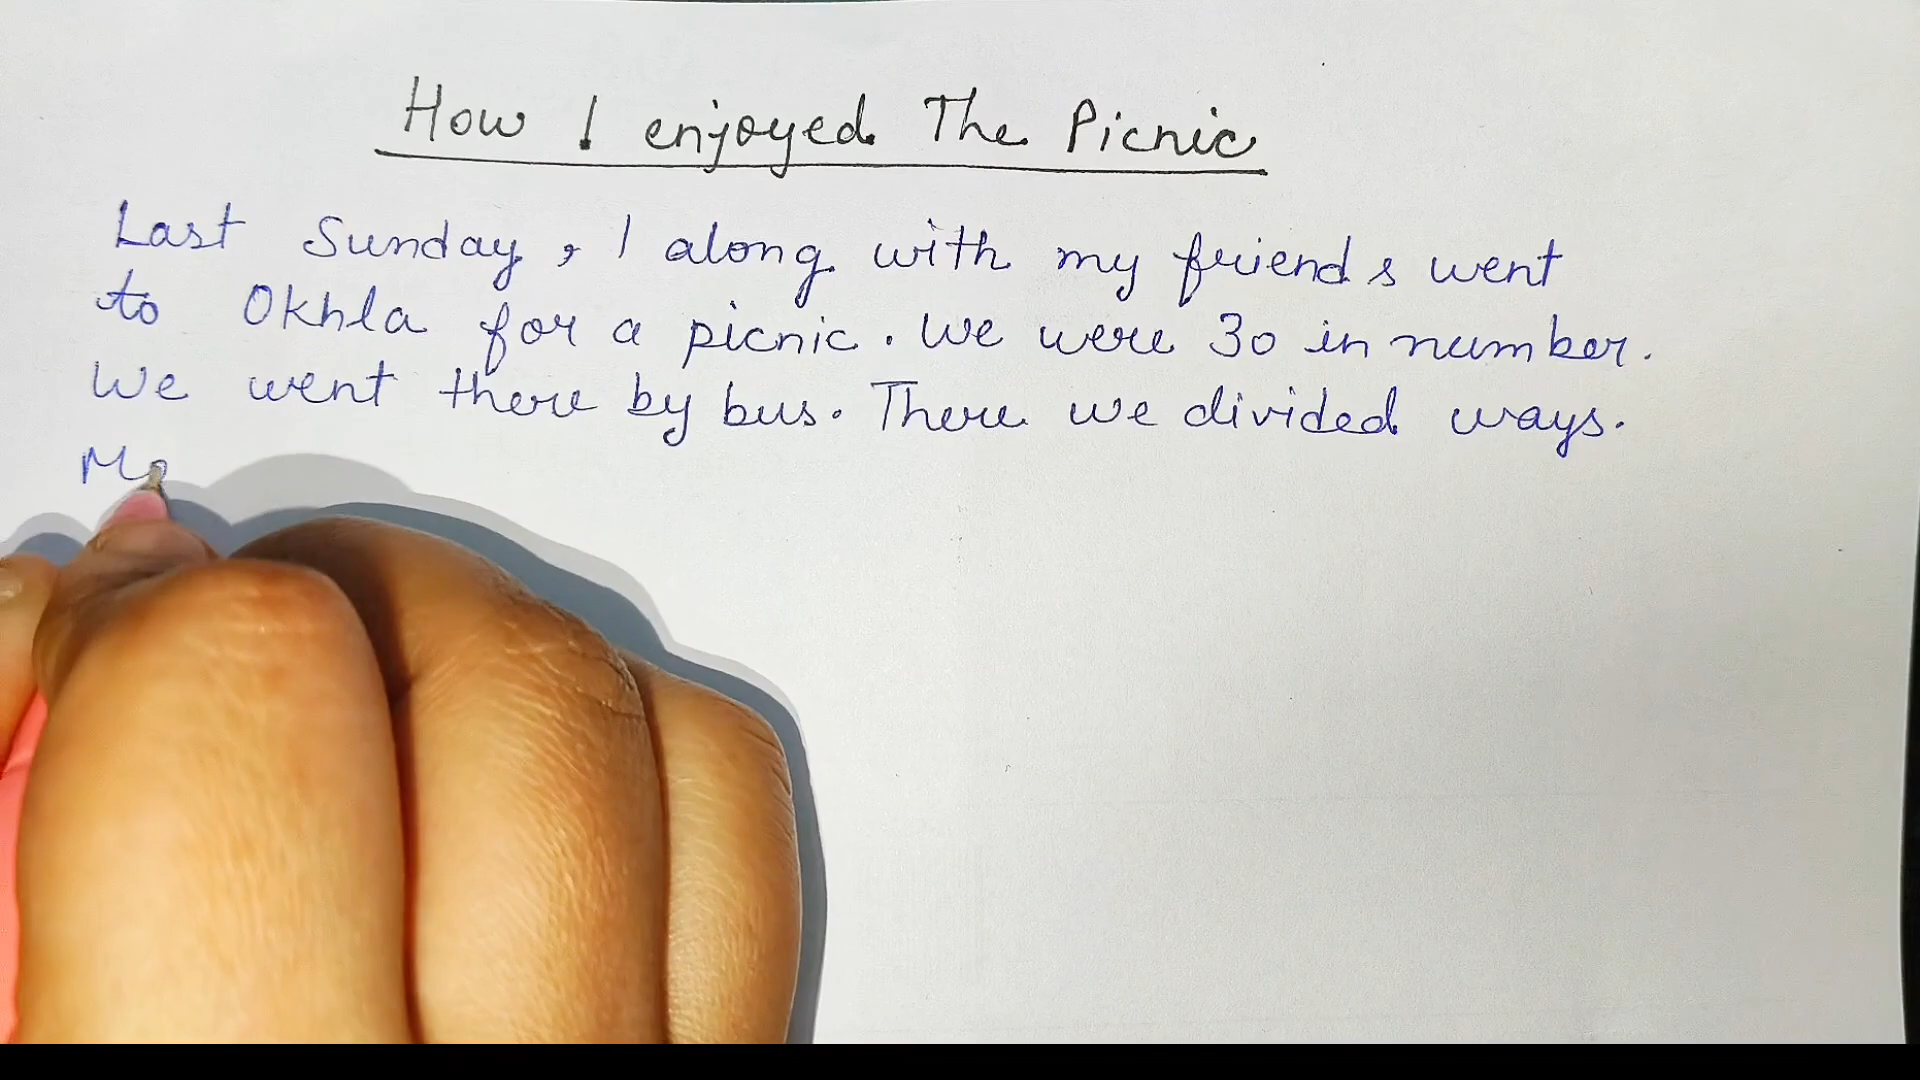 How I enjoyed The Picnic
Last Sunday, I along with my friends went
to Okhla for a picnic. We were 30 in number.
We went there by bus. There we divided ways.